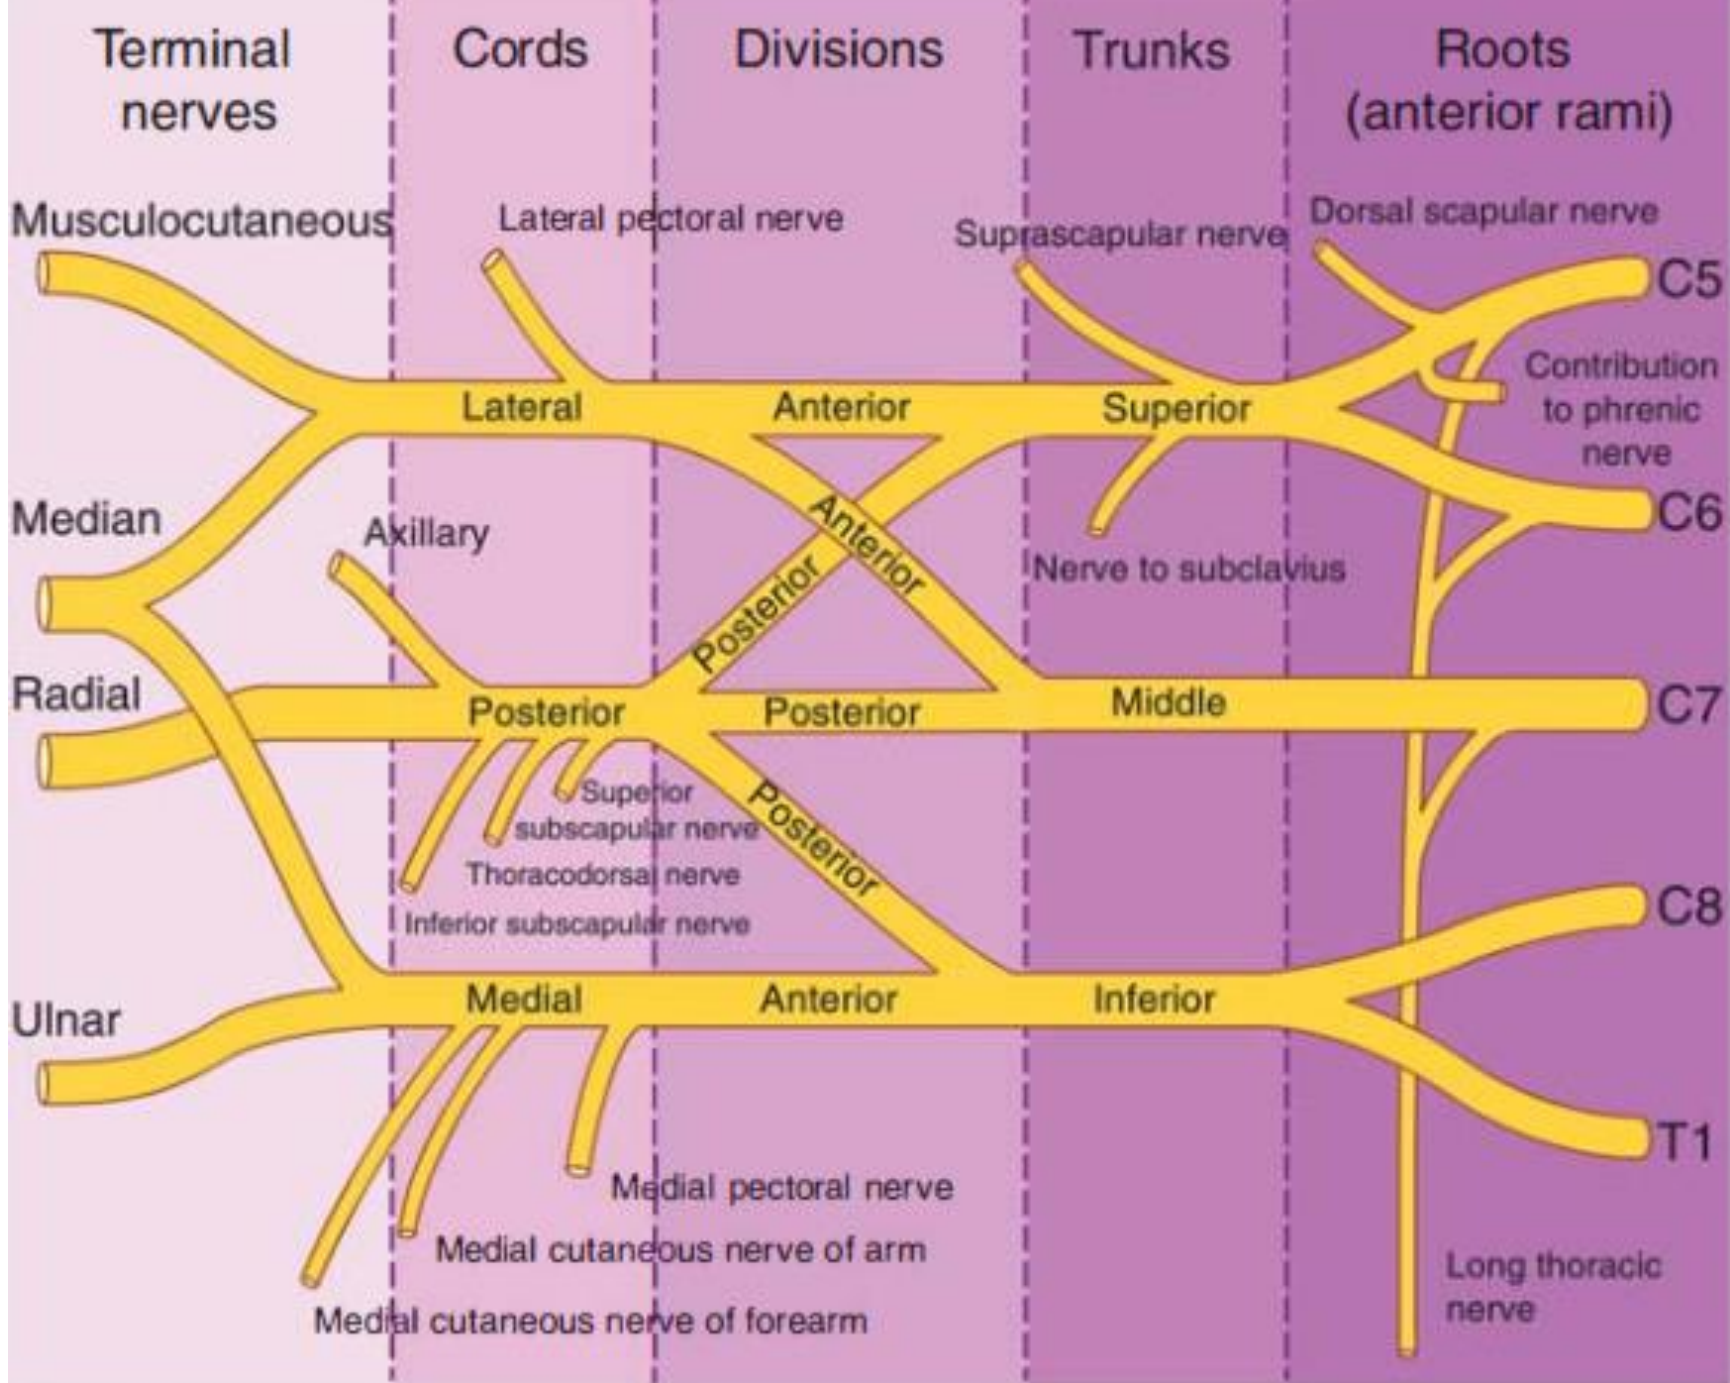 Terminal
nerves
Cords
Divisions
Trunks
Roots
(anterior rami)
Musculocutaneous
Lateral pectoral nerve
Suprascapular nerve
Dorsal scapular nerve
C5
Contribution
to phrenic
nerve
Lateral
Anterior
Superior
Median
Axillary
Anterior
C6
Nerve to subclavius
Posterior
Radial
Posterior
Posterior
Middle
C7
Superior
subscapular nerve
Posterior
Thoracodorsal nerve
Inferior subscapular nerve
C8
Ulnar
Medial
Anterior
Inferior
T1
Medial pectoral nerve
Medial cutaneous nerve of arm
Medial cutaneous nerve of forearm
Long thoracic
nerve